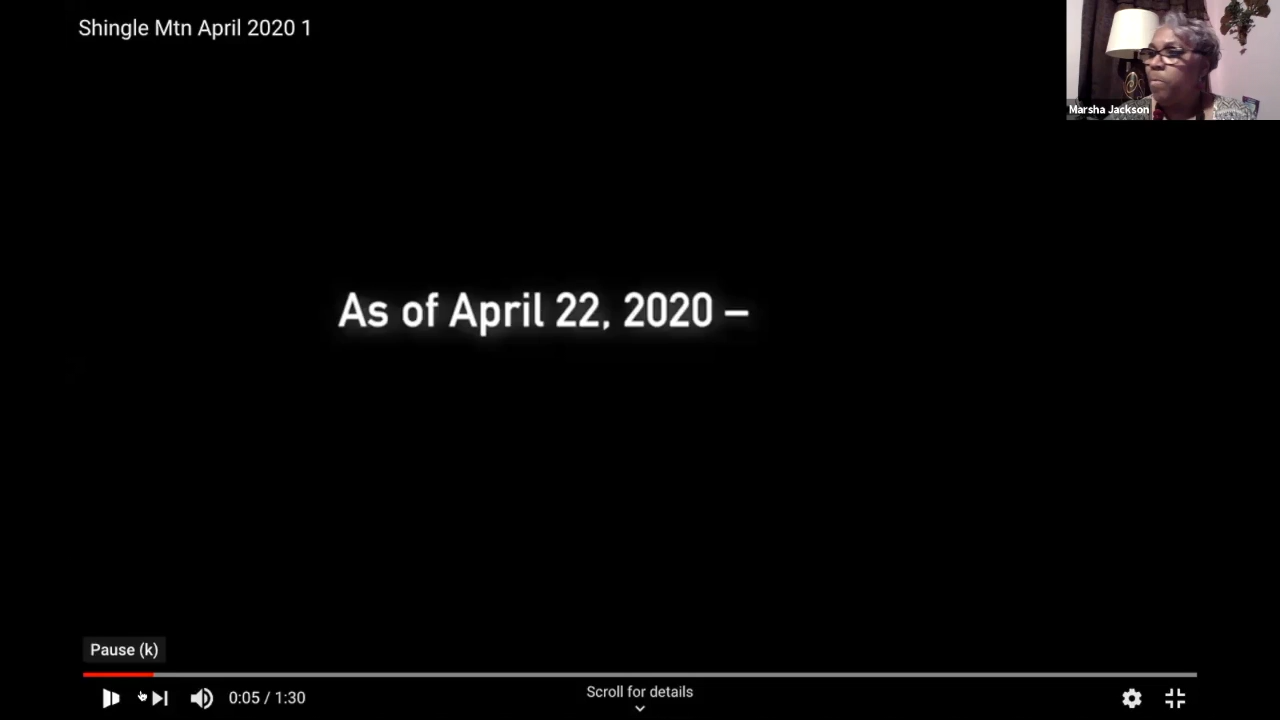 Shingle Mtn April 2020 1
Marsha Jackson
As of April 22, 2020 –
Pause (k)
0:05 / 1:30
Scroll for details